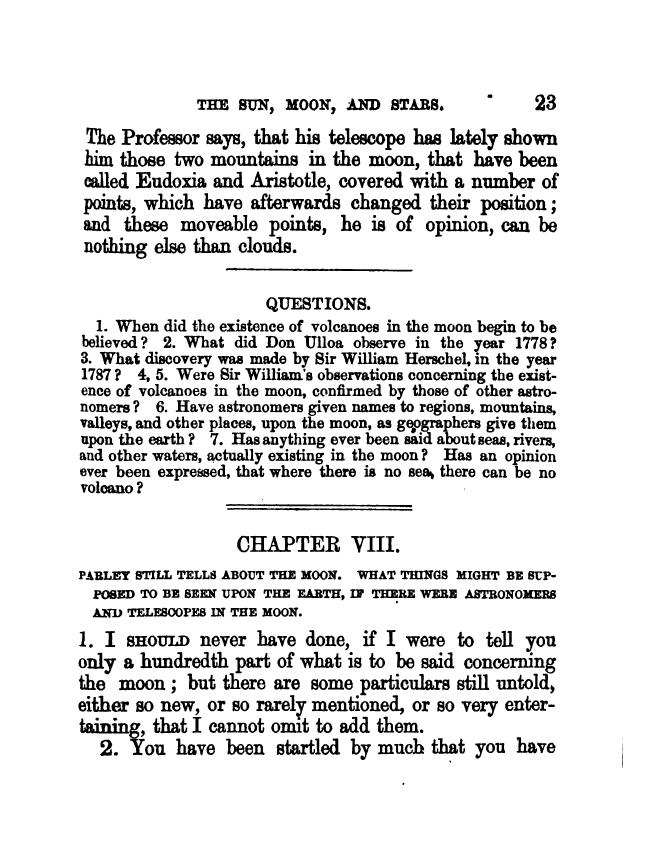 THE SUN, MOON, AND STARS. 23
The Professor says, that his telescope has lately shown
him those two mountains in the moon, that have been
called Eudoxia and Aristotle, covered with a number of
points, which have afterwards changed their position;
and these moveable points, he is of opinion, can be
nothing else than clouds.
QUESTIONS.
1. When did the existence of volcanoes in the moon begin to be
believed? 2. What did Don Ulloa observe in the year 1778?
3. What discovery was made by Sir William Herschel, in the year
1787? 4, 5. Were Sir William's observations concerning the exist-
ence of volcanoes in the moon, confirmed by those of other astro-
nomers? 6. Have astronomers given names to regions, mountains,
valleys, and other places, upon the moon, as geographers give them
upon the earth? 7. Has anything ever been said about seas, rivers,
and other waters, actually existing in the moon? Has an opinion
ever been expressed, that where there is no sea, there can be no
volcano?
CHAPTER VIII.
PARLEY STILL TELLS ABOUT THE MOON. WHAT THINGS MIGHT BE SUP-
POSED TO BE SEEN UPON THE EARTH, IF THERE WERE ASTRONOMERS
AND TELESCOPES IN THE MOON.
1. I SHOULD never have done, if I were to tell you
only a hundredth part of what is to be said concerning
the moon; but there are some particulars still untold,
either so new, or so rarely mentioned, or so very enter-
taining, that I cannot omit to add them.
2. You have been startled by much that you have